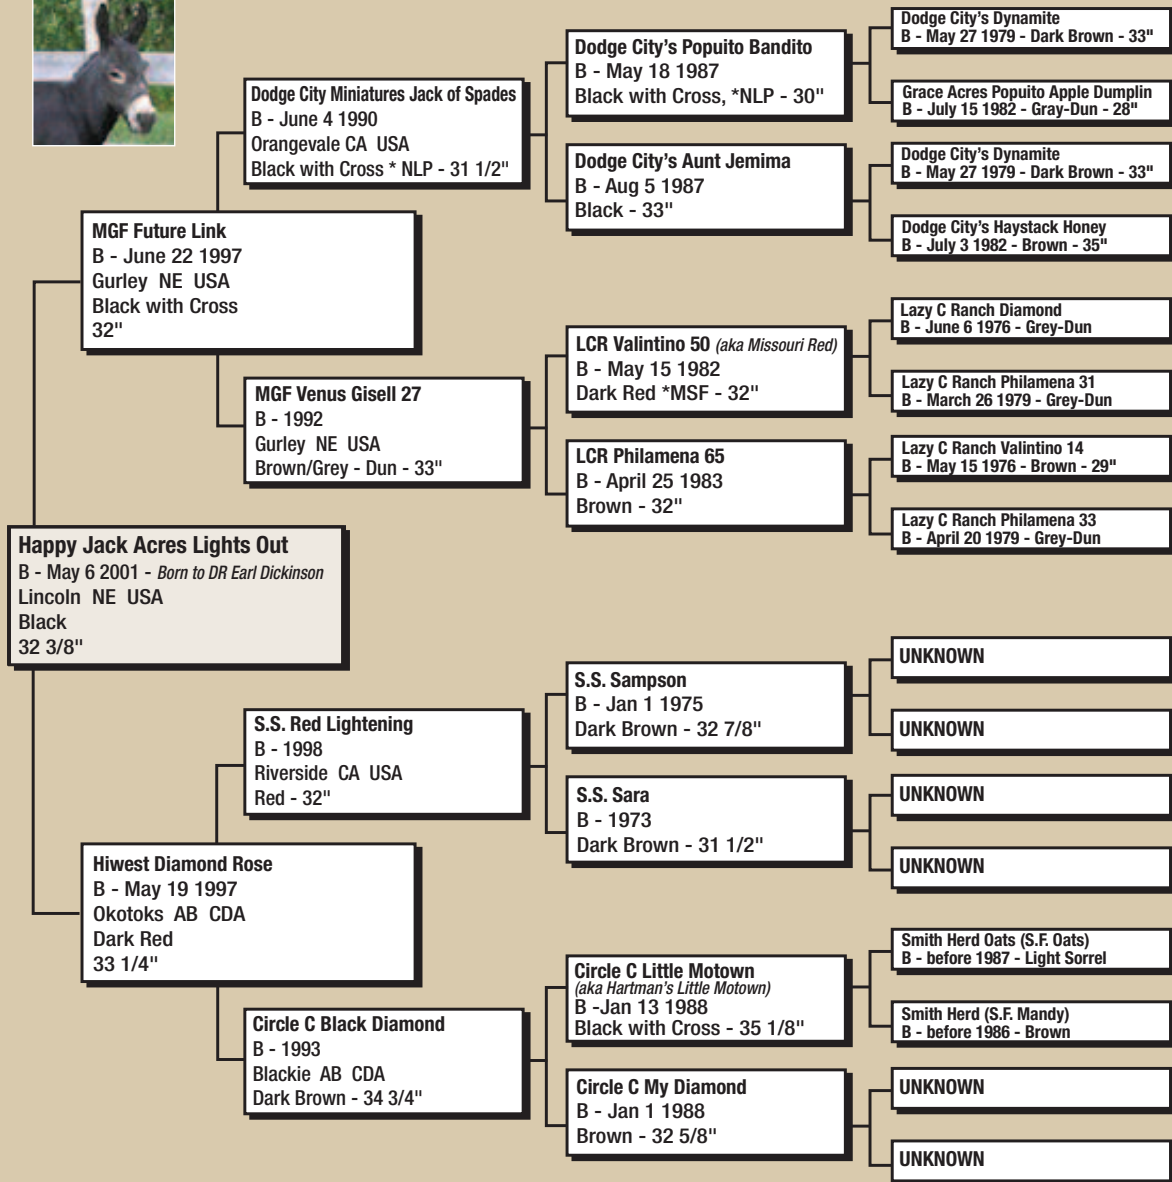 Dodge City's Dynamite
B - May 27 1979 - Dark Brown - 33"
Dodge City's Popuito Bandito
B - May 18 1987
Black with Cross, *NLP - 30"
Grace Acres Popuito Apple Dumplin
B - July 15 1982 - Gray-Dun - 28"
Dodge City Miniatures Jack of Spades
B - June 4 1990
Orangevale CA USA
Black with Cross * NLP - 31 1/2"
Dodge City's Dynamite
B - May 27 1979 - Dark Brown - 33"
Dodge City's Aunt Jemima
B - Aug 5 1987
Black - 33"
Dodge City's Haystack Honey
B - July 3 1982 - Brown - 35"
MGF Future Link
B - June 22 1997
Gurley NE USA
Black with Cross
32"
Lazy C Ranch Diamond
B - June 6 1976 - Grey-Dun
LCR Valintino 50 (aka Missouri Red)
B - May 15 1982
Dark Red *MSF - 32"
Lazy C Ranch Philamena 31
B - March 26 1979 - Grey-Dun
MGF Venus Gisell 27
B - 1992
Gurley NE USA
Brown/Grey - Dun - 33"
Lazy C Ranch Valintino 14
B - May 15 1976 - Brown - 29"
LCR Philamena 65
B - April 25 1983
Brown - 32"
Lazy C Ranch Philamena 33
B - April 20 1979 - Grey-Dun
Happy Jack Acres Lights Out
B - May 6 2001 - Born to DR Earl Dickinson
Lincoln NE USA
Black
32 3/8"
UNKNOWN
S.S. Sampson
B - Jan 1 1975
Dark Brown - 32 7/8"
UNKNOWN
S.S. Red Lightening
B - 1998
Riverside CA USA
Red - 32"
UNKNOWN
S.S. Sara
B - 1973
Dark Brown - 31 1/2"
UNKNOWN
Hiwest Diamond Rose
B - May 19 1997
Okotoks AB CDA
Dark Red
33 1/4"
Smith Herd Oats (S.F. Oats)
B - before 1987 - Light Sorrel
Circle C Little Motown
(aka Hartman's Little Motown)
B -Jan 13 1988
Black with Cross - 35 1/8"
Smith Herd (S.F. Mandy)
B - before 1986 - Brown
Circle C Black Diamond
B - 1993
Blackie AB CDA
Dark Brown - 34 3/4"
UNKNOWN
Circle C My Diamond
B - Jan 1 1988
Brown - 32 5/8"
UNKNOWN